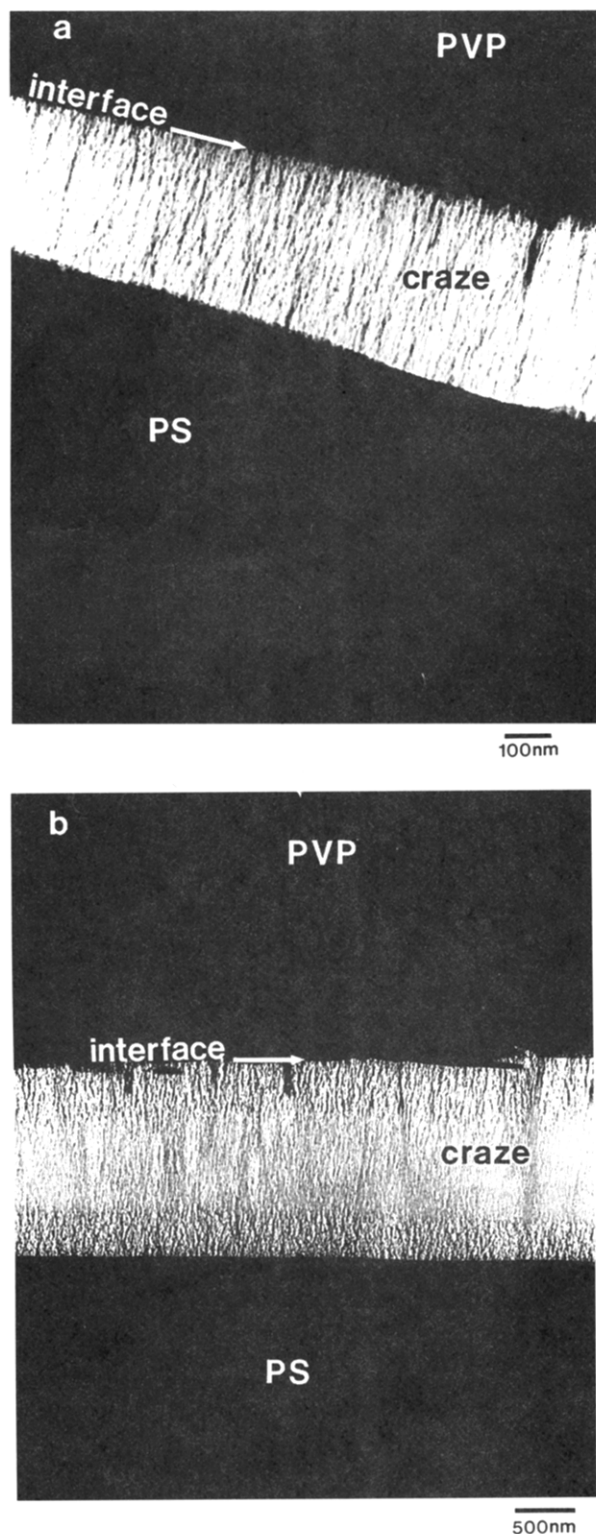 a
PVP
interface
craze
PS
100nm
b
PVP
interface
craze
PS
500nm